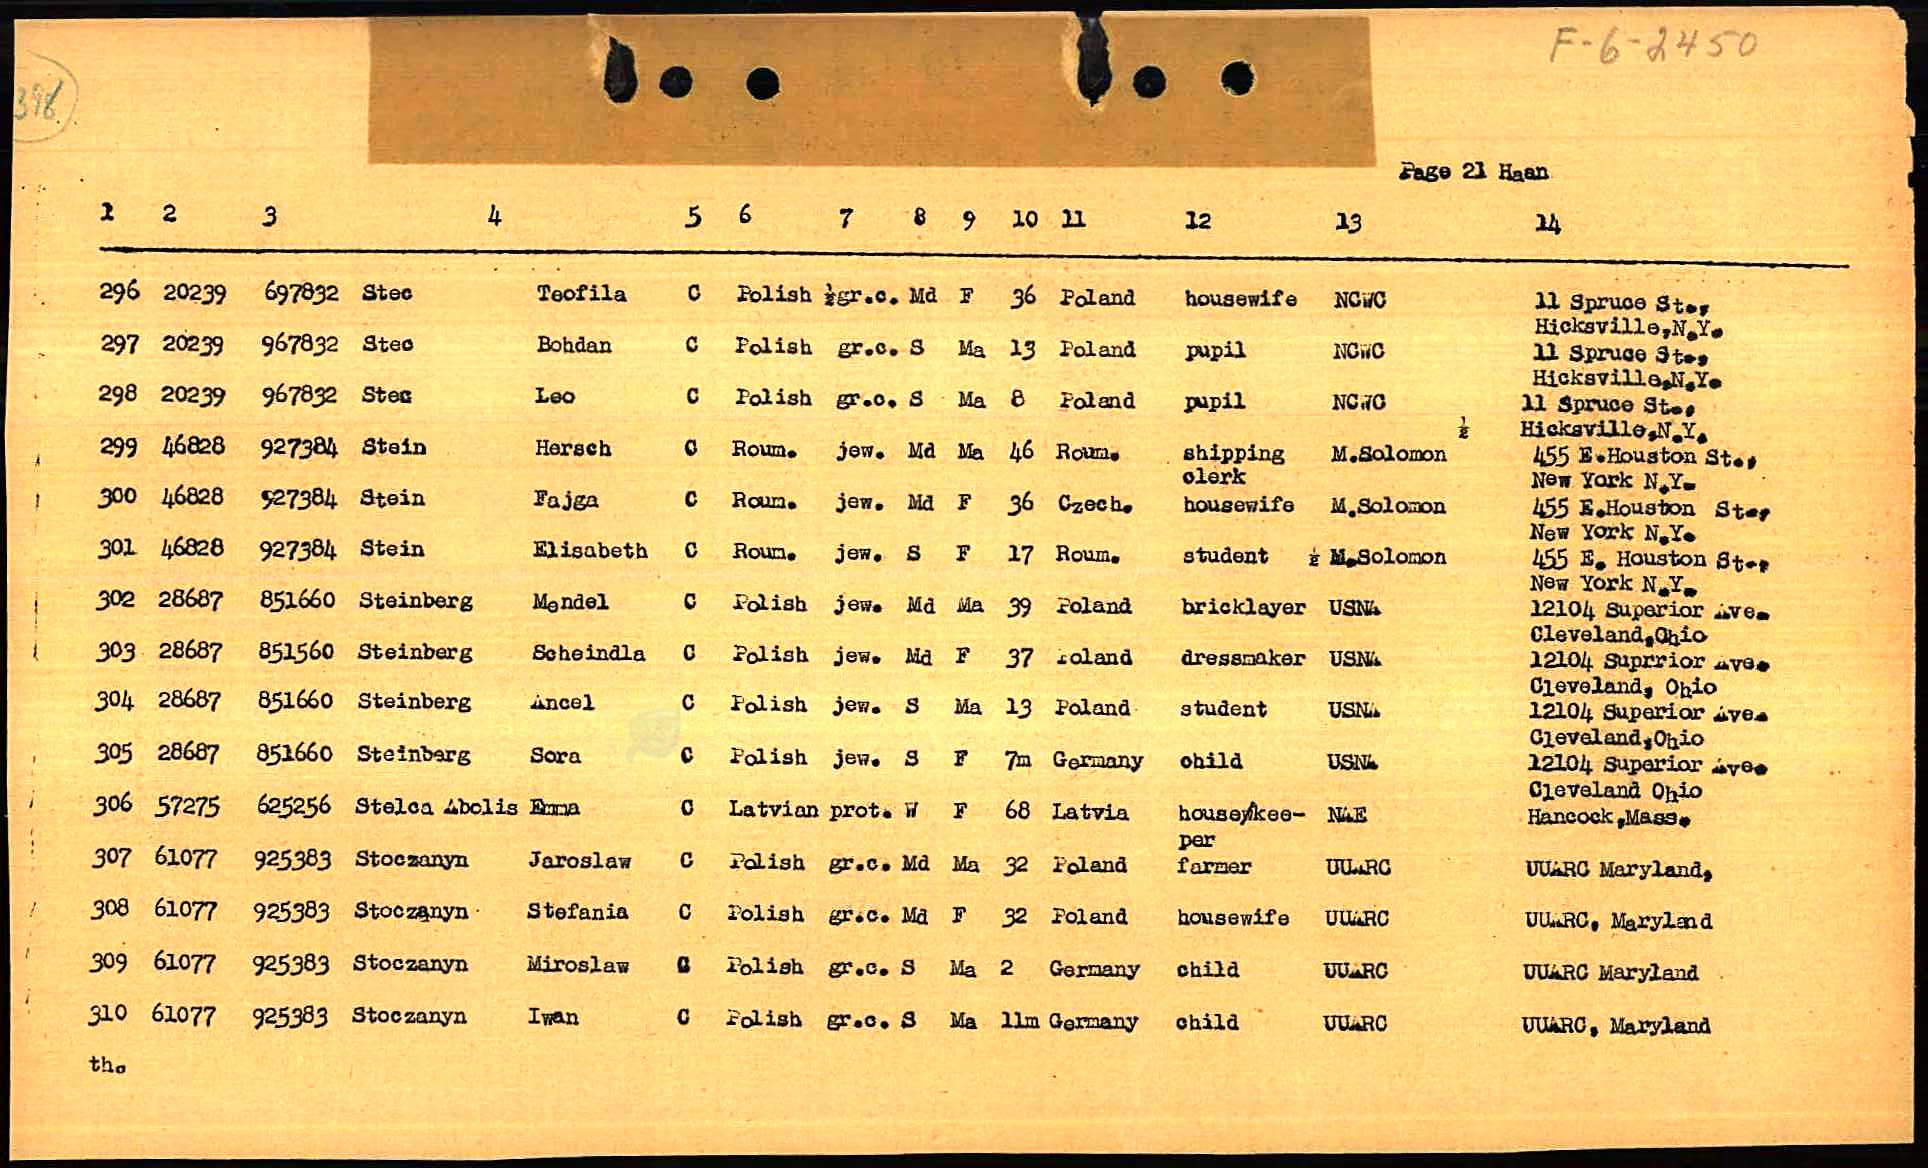 F-6-2450
396
Page 21 Haan
1 2 3 4 5 6 7 8 9 10 11 12 13 14
296 20239 697832 Stec Teofila C Polish ½gr.c. Md F 36 Poland housewife NCWC 11 Spruce St.,
Hicksville,N.Y.
297 20239 967832 Stec Bohdan C Polish gr.c. S Ma 13 Poland pupil NCWC 11 Spruce St.,
Hicksville,N.Y.
298 20239 967832 Stec Leo C Polish gr.c. S Ma 8 Poland pupil NCWC 11 Spruce St.,
½ Hicksville,N.Y.
299 46828 927384 Stein Hersch C Roum. jew. Md Ma 46 Roum. shipping M.Solomon 455 E.Houston St.,
clerk New York N.Y.
300 46828 927384 Stein Fajga C Roum. jew. Md F 36 Czech. housewife M.Solomon 455 E.Houston St.,
New York N.Y.
301 46828 927384 Stein Elisabeth C Roum. jew. S F 17 Roum. student ½ M.Solomon 455 E. Houston St.,
New York N.Y.
302 28687 851660 Steinberg Mendel C Polish jew. Md Ma 39 Poland bricklayer USNA 12104 Superior Ave.
Cleveland,Ohio
303 28687 851560 Steinberg Scheindla C Polish jew. Md F 37 Poland dressmaker USNA 12104 Suprrior Ave.
Cleveland, Ohio
304 28687 851660 Steinberg Ancel C Polish jew. S Ma 13 Poland student USNA 12104 Superior Ave.
Cleveland,Ohio
305 28687 851660 Steinberg Sora C Polish jew. S F 7m Germany child USNA 12104 Superior Ave.
Cleveland Ohio
306 57275 625256 Stelca Abolis Emma C Latvian prot. W F 68 Latvia house/kee- NAE Hancock,Mass.
per
307 61077 925383 Stoczanyn Jaroslaw C Polish gr.c. Md Ma 32 Poland farmer UUARC UUARC Maryland,
308 61077 925383 Stoczanyn Stefania C Polish gr.c. Md F 32 Poland housewife UUARC UUARC, Maryland
309 61077 925383 Stoczanyn Miroslaw C Polish gr.c. S Ma 2 Germany child UUARC UUARC Maryland
310 61077 925383 Stoczanyn Iwan C Polish gr.c. S Ma 11m Germany child UUARC UUARC, Maryland
th.